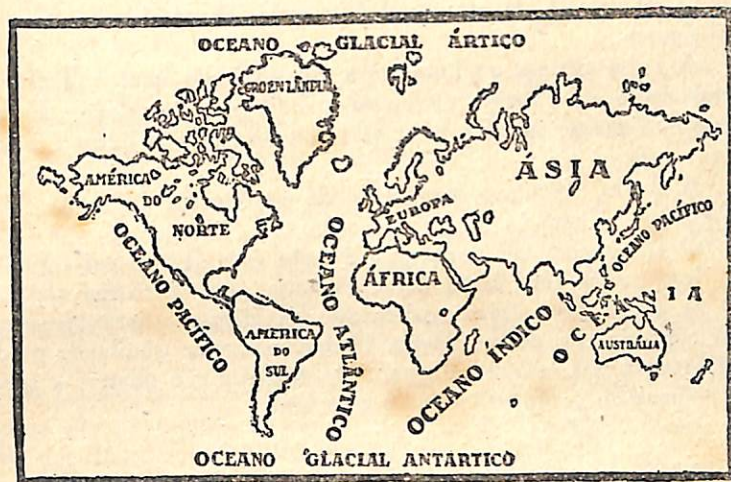 OCEANO GLACIAL ÁRTIÇO
GROENLÂNDIA
AMÉRICA
DO
NORTE
EUROPA
ÁSIA
OCEANO PACÍFICO
OCEANO PACÍFICO
OCEANO ATLÂNTICO
ÁFRICA
OCEANO ÍNDICO
OCEANIA
AUSTRÁLIA
AMÉRICA
DO
SUL
OCEANO GLACIAL ANTÁRTICO